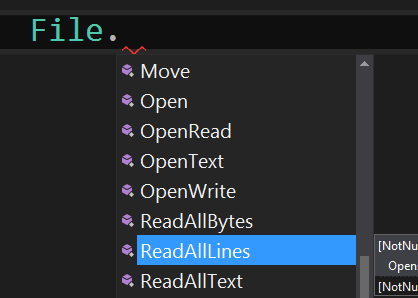 File.
Move
Open
OpenRead
OpenText
OpenWrite
ReadAllBytes
ReadAllLines
[NotNu
Open
ReadAllText
[NotNu